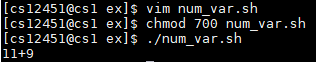 [cs12451@cs1 ex]$ vim num_var.sh
[cs12451@cs1 ex]$ chmod 700 num_var.sh
[cs12451@cs1 ex]$ ./num_var.sh
11+9